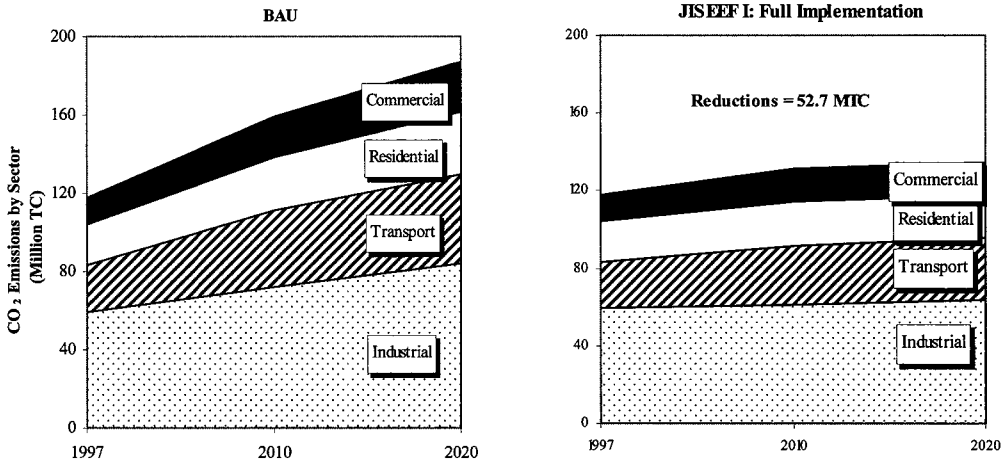 BAU
CO₂ Emissions by Sector
(Million TC)
200
160
120
80
40
0
Commercial
Residential
Transport
Industrial
1997
2010
2020
JISEEF I: Full Implementation
200
160
120
80
40
0
Reductions = 52.7 MTC
Commercial
Residential
Transport
Industrial
1997
2010
2020